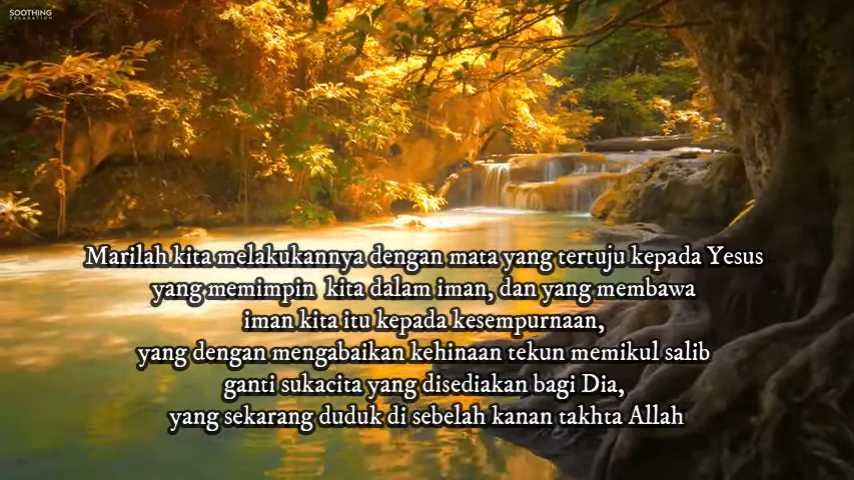 SOOTHING
RELAXATION
Marilah kita melakukannya dengan mata yang tertuju kepada Yesus
yang memimpin kita dalam iman, dan yang membawa
iman kita itu kepada kesempurnaan,
yang dengan mengabaikan kehinaan tekun memikul salib
ganti sukacita yang disediakan bagi Dia,
yang sekarang duduk di sebelah kanan takhta Allah